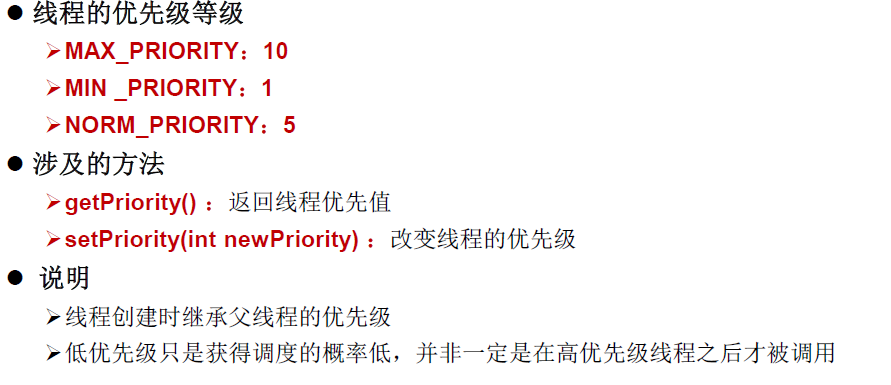 ● 线程的优先级等级
➢MAX_PRIORITY：10
➢MIN _PRIORITY：1
➢NORM_PRIORITY：5
● 涉及的方法
➢getPriority() ：返回线程优先值
➢setPriority(int newPriority) ：改变线程的优先级
● 说明
➢线程创建时继承父线程的优先级
➢低优先级只是获得调度的概率低，并非一定是在高优先级线程之后才被调用